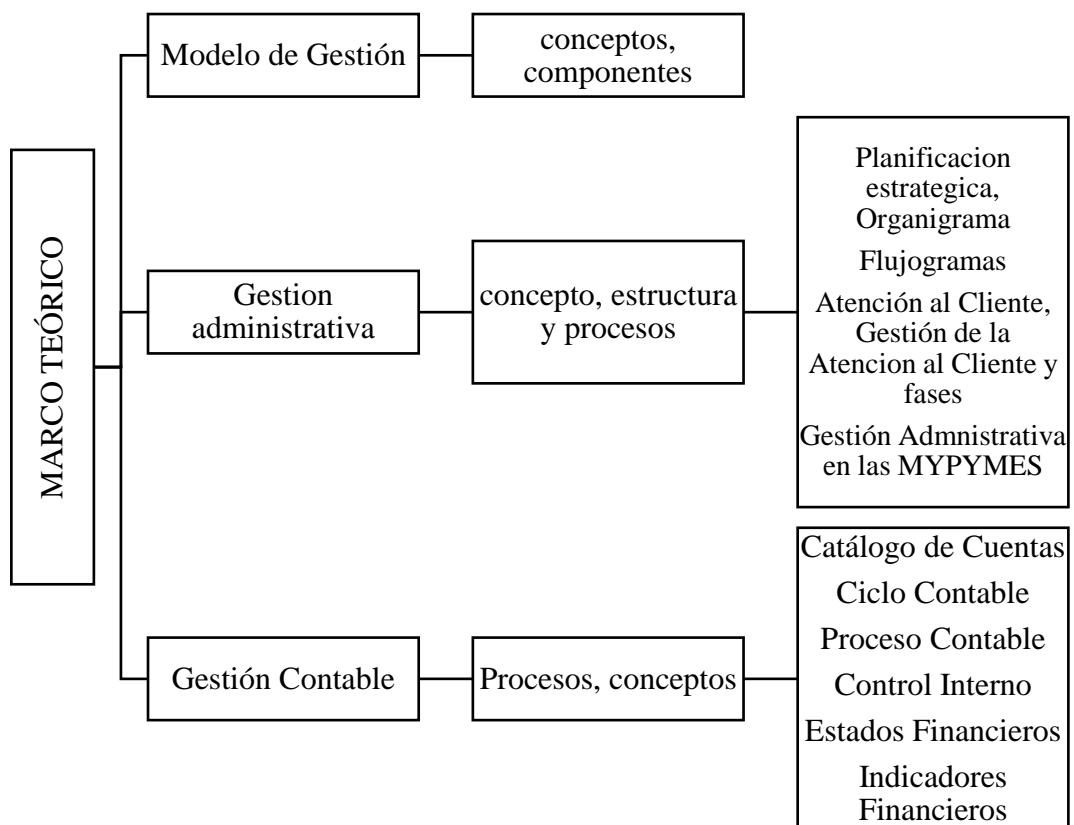 MARCO TEÓRICO
Modelo de Gestión
conceptos,
componentes
Gestion
administrativa
concepto, estructura
y procesos
Planificacion
estrategica,
Organigrama
Flujogramas
Atención al Cliente,
Gestión de la
Atencion al Cliente y
fases
Gestión Admnistrativa
en las MYPYMES
Gestión Contable
Procesos, conceptos
Catálogo de Cuentas
Ciclo Contable
Proceso Contable
Control Interno
Estados Financieros
Indicadores
Financieros